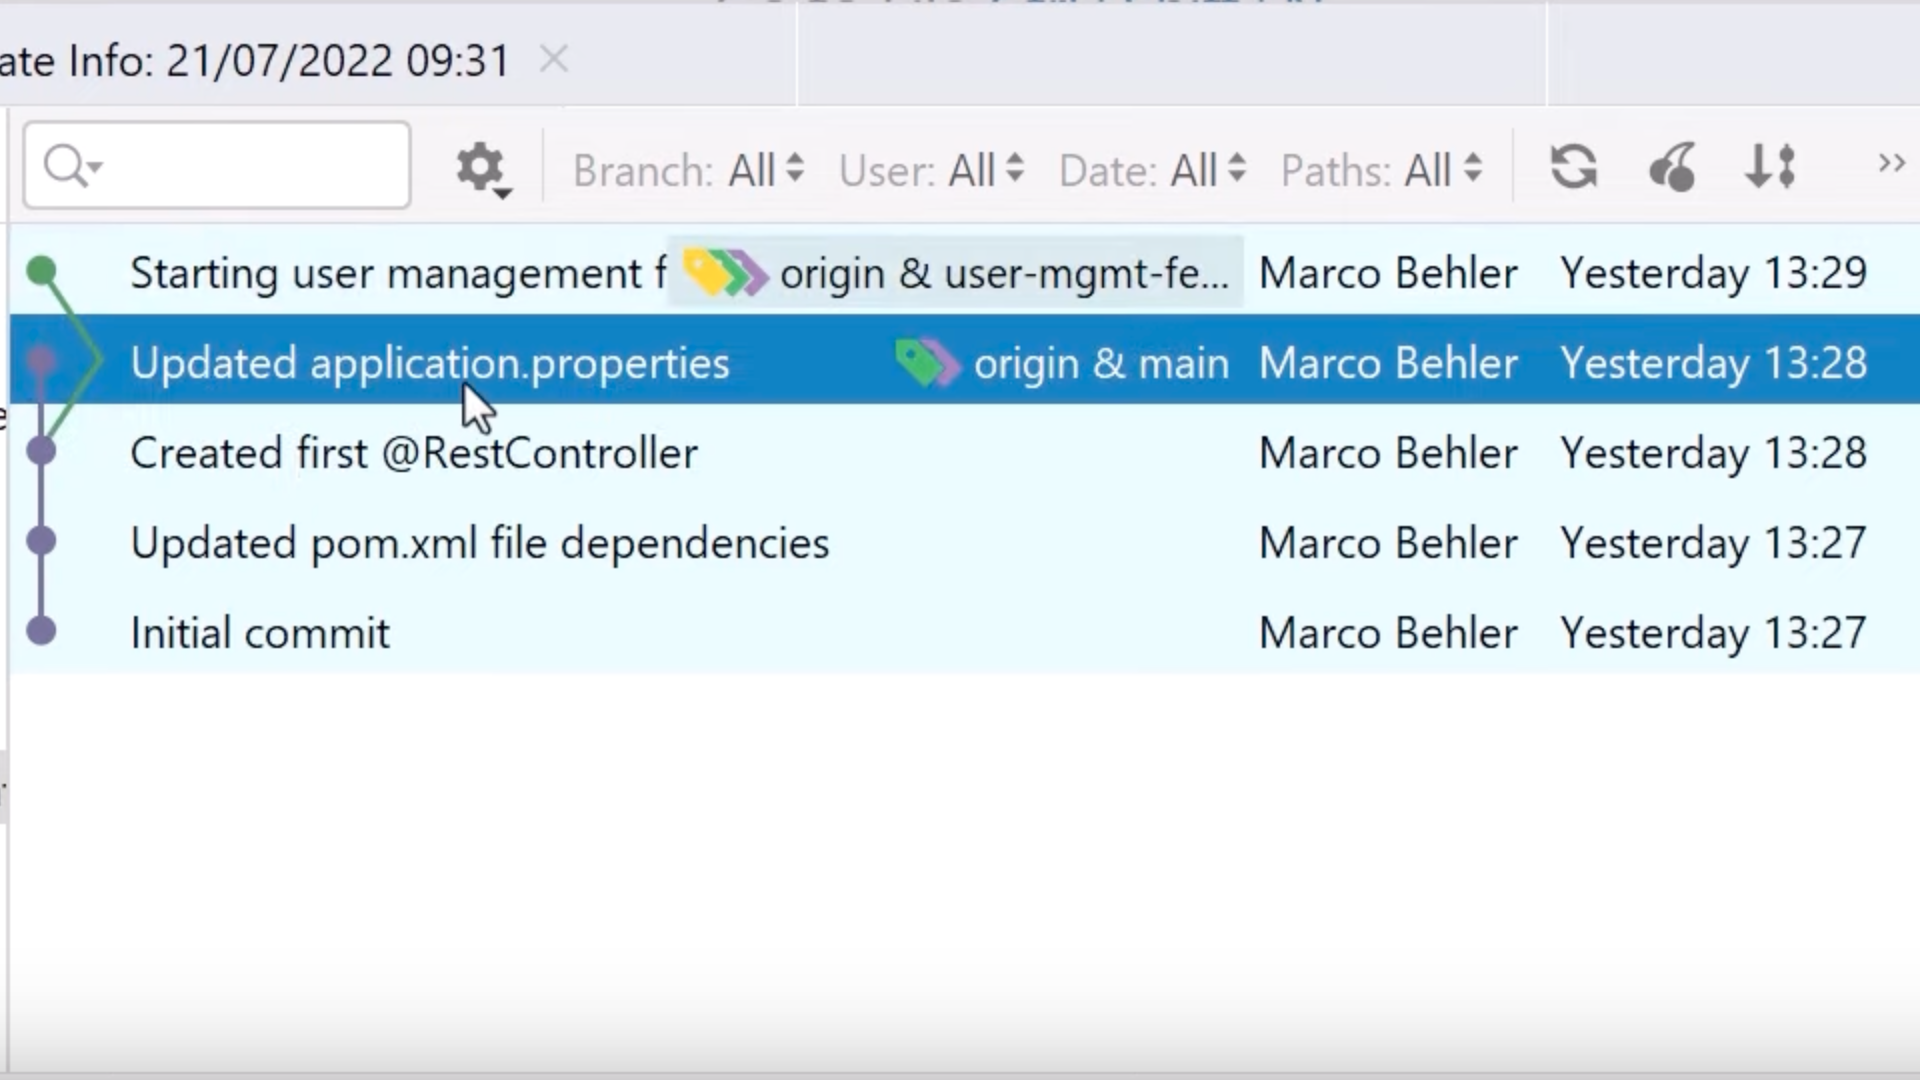 ate Info: 21/07/2022 09:31
Branch: All User: All Date: All Paths: All
Starting user management f origin & user-mgmt-fe... Marco Behler Yesterday 13:29
Updated application.properties origin & main Marco Behler Yesterday 13:28
Created first @RestController Marco Behler Yesterday 13:28
Updated pom.xml file dependencies Marco Behler Yesterday 13:27
Initial commit Marco Behler Yesterday 13:27